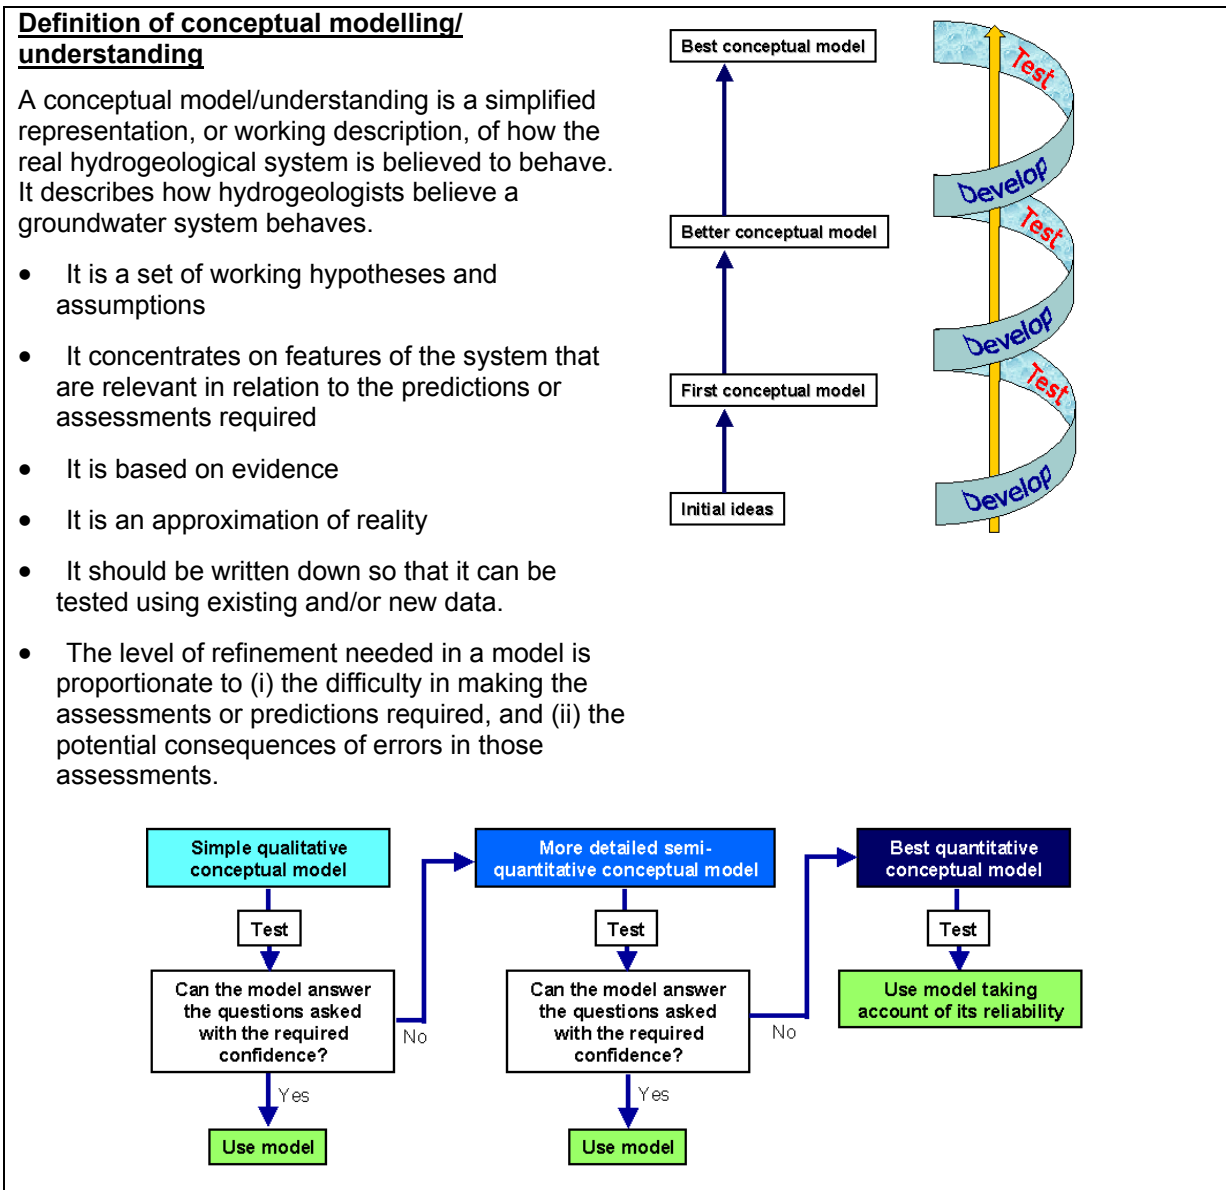 Definition of conceptual modelling/
understanding
A conceptual model/understanding is a simplified
representation, or working description, of how the
real hydrogeological system is believed to behave.
It describes how hydrogeologists believe a
groundwater system behaves.
• It is a set of working hypotheses and
assumptions
• It concentrates on features of the system that
are relevant in relation to the predictions or
assessments required
• It is based on evidence
• It is an approximation of reality
• It should be written down so that it can be
tested using existing and/or new data.
• The level of refinement needed in a model is
proportionate to (i) the difficulty in making the
assessments or predictions required, and (ii) the
potential consequences of errors in those
assessments.
Best conceptual model
Better conceptual model
First conceptual model
Initial ideas
Test
Develop
Test
Develop
Test
Develop
Simple qualitative
conceptual model
Test
Can the model answer
the questions asked
with the required
confidence?
No
Yes
Use model
More detailed semi-
quantitative conceptual model
Test
Can the model answer
the questions asked
with the required
confidence?
No
Yes
Use model
Best quantitative
conceptual model
Test
Use model taking
account of its reliability